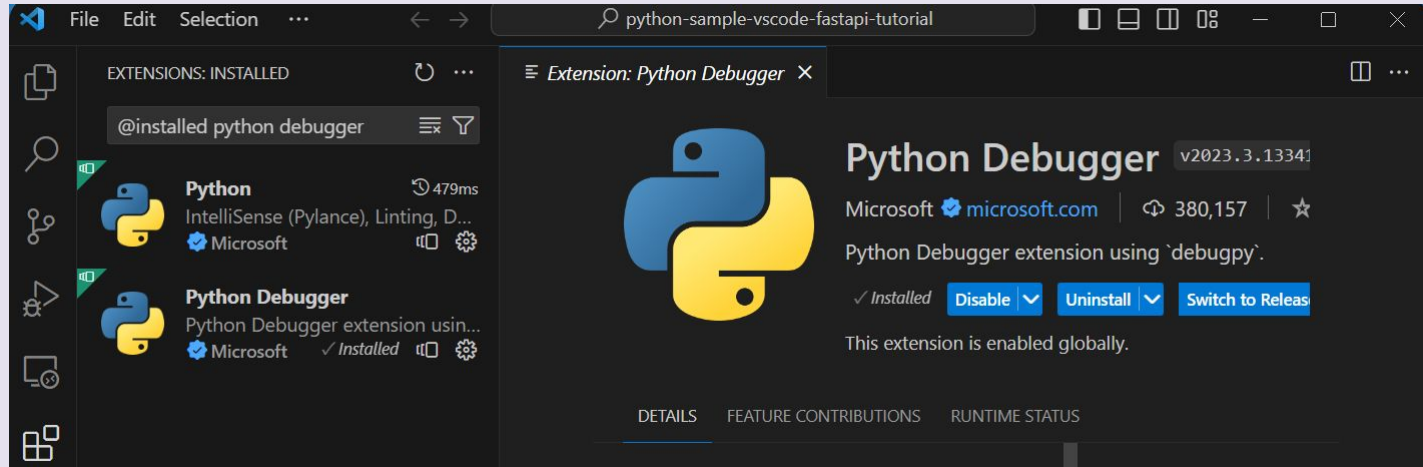 File Edit Selection ··· python-sample-vscode-fastapi-tutorial
EXTENSIONS: INSTALLED
@installed python debugger
Python 479ms
IntelliSense (Pylance), Linting, D...
Microsoft
Python Debugger
Python Debugger extension usin...
Microsoft ✓ Installed
Extension: Python Debugger
Python Debugger v2023.3.13341
Microsoft microsoft.com | 380,157 |
Python Debugger extension using `debugpy`.
✓ Installed Disable Uninstall Switch to Releas
This extension is enabled globally.
DETAILS FEATURE CONTRIBUTIONS RUNTIME STATUS